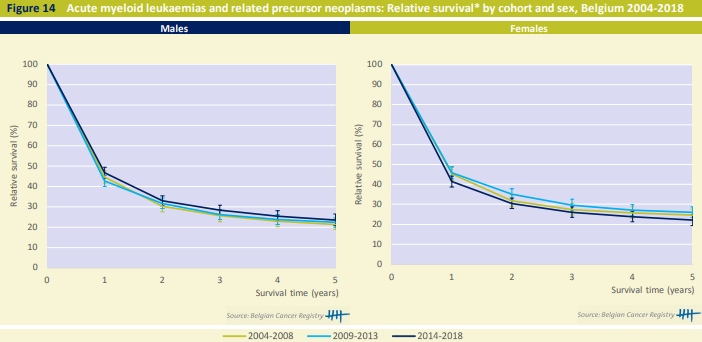 Figure 14 Acute myeloid leukaemias and related precursor neoplasms: Relative survival* by cohort and sex, Belgium 2004-2018
Males
Females
Relative survival (%)
100
90
80
70
60
50
40
30
20
10
0
0 1 2 3 4 5
Survival time (years)
Source: Belgian Cancer Registry
Relative survival (%)
100
90
80
70
60
50
40
30
20
10
0
0 1 2 3 4 5
Survival time (years)
Source: Belgian Cancer Registry
2004-2008 2009-2013 2014-2018